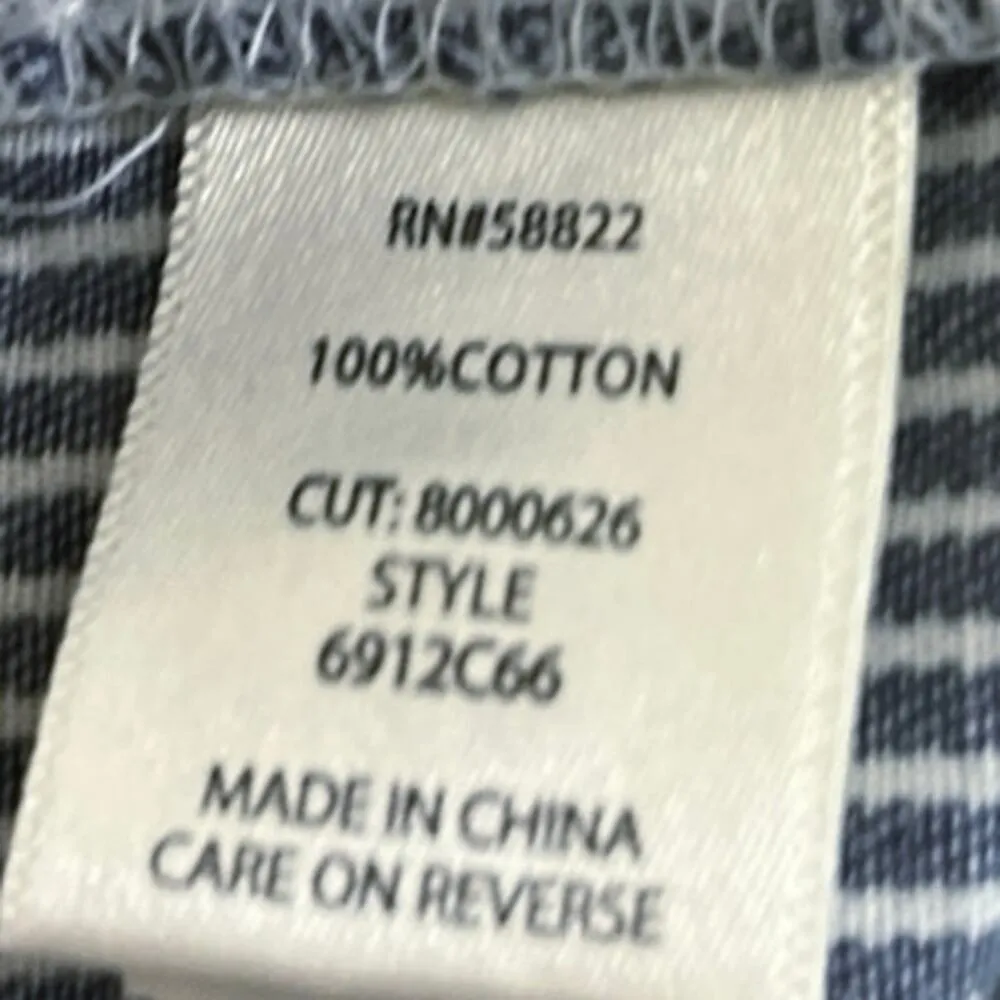 RN#58822
100%COTTON
CUT: 8000626
STYLE
6912C66
MADE IN CHINA
CARE ON REVERSE